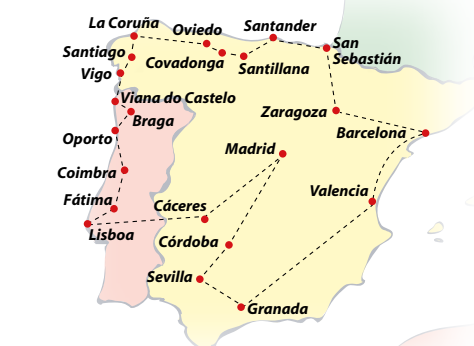 La Coruña
Oviedo
Santander
Santiago
Covadonga
Santillana
San
Sebastián
Vigo
Viana do Castelo
Braga
Zaragoza
Oporto
Barcelona
Madrid
Coimbra
Valencia
Fátima
Cáceres
Lisboa
Córdoba
Sevilla
Granada